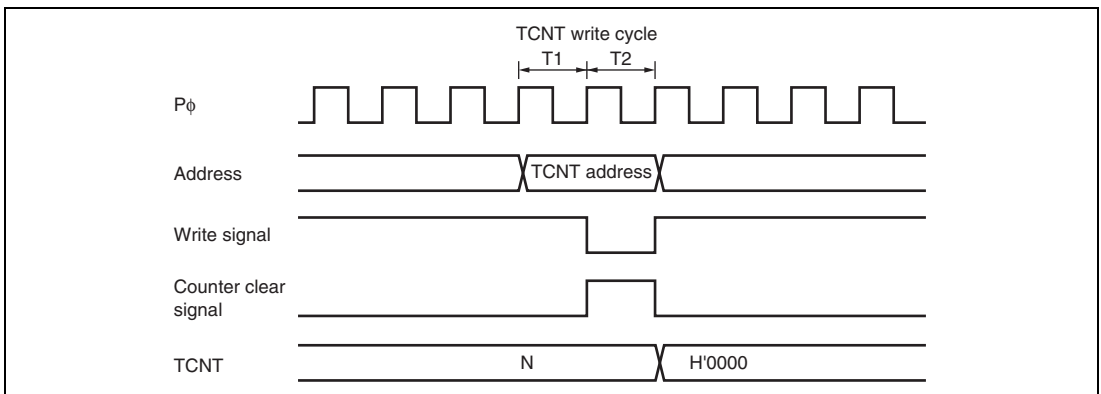 TCNT write cycle
T1 T2
Pϕ
Address
TCNT address
Write signal
Counter clear
signal
TCNT
N
H'0000